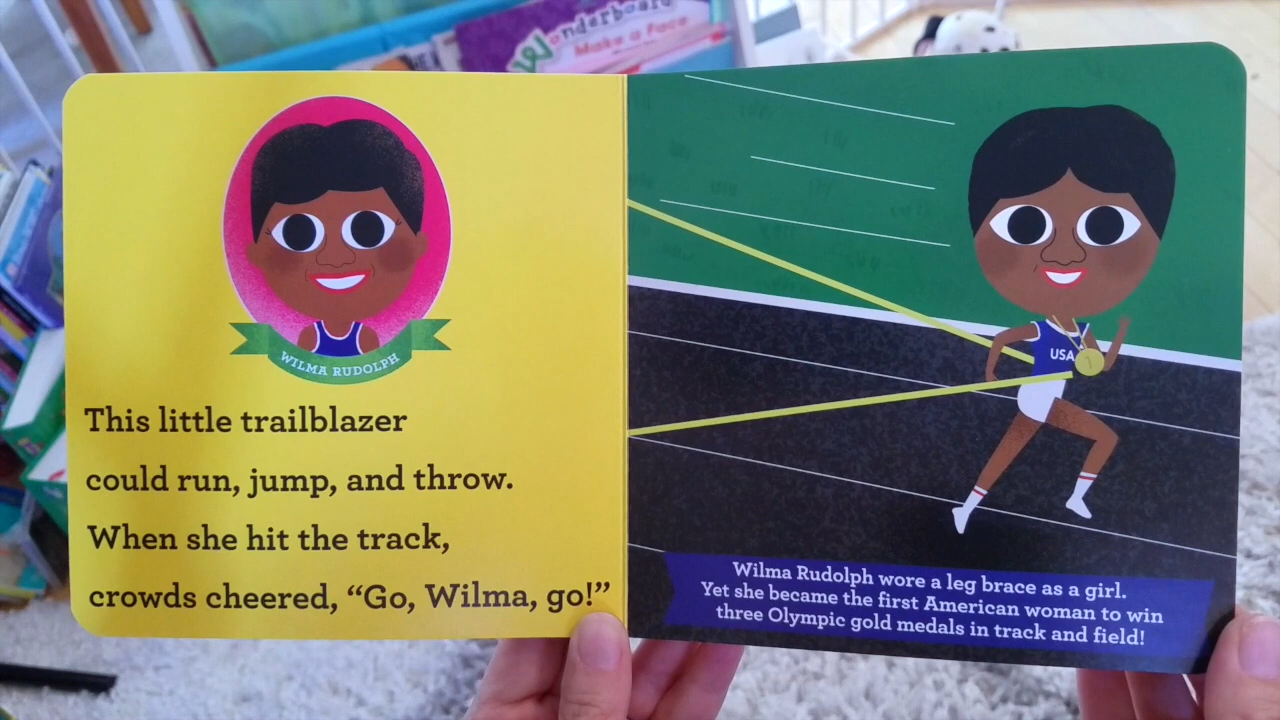 Wonderboard
Make a Face
WILMA RUDOLPH
This little trailblazer
could run, jump, and throw.
When she hit the track,
crowds cheered, “Go, Wilma, go!”
USA
1
Wilma Rudolph wore a leg brace as a girl.
Yet she became the first American woman to win
three Olympic gold medals in track and field!